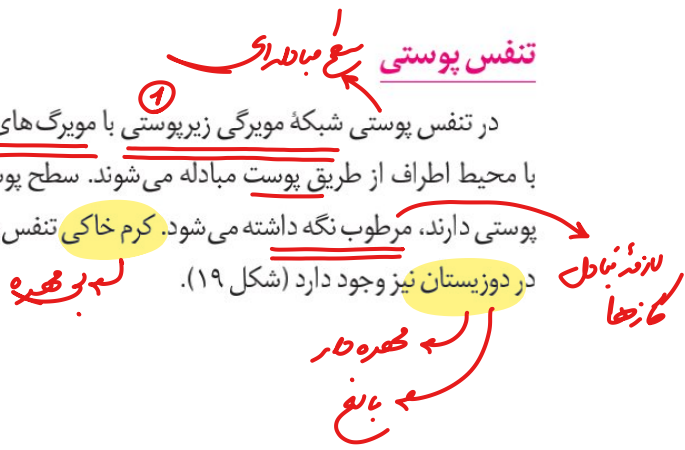 تنفس پوستی
سطح مبادله‌ای
①
در تنفس پوستی شبکهٔ مویرگی زیرپوستی با مویرگ‌های
با محیط اطراف از طریق پوست مبادله می‌شوند. سطح پوس
پوستی دارند، مرطوب نگه داشته می‌شود. کرم خاکی تنفس
در دوزیستان نیز وجود دارد (شکل ۱۹).
لازمهٔ تبادل
گازها
بی مهره
مهره دار
بالغ